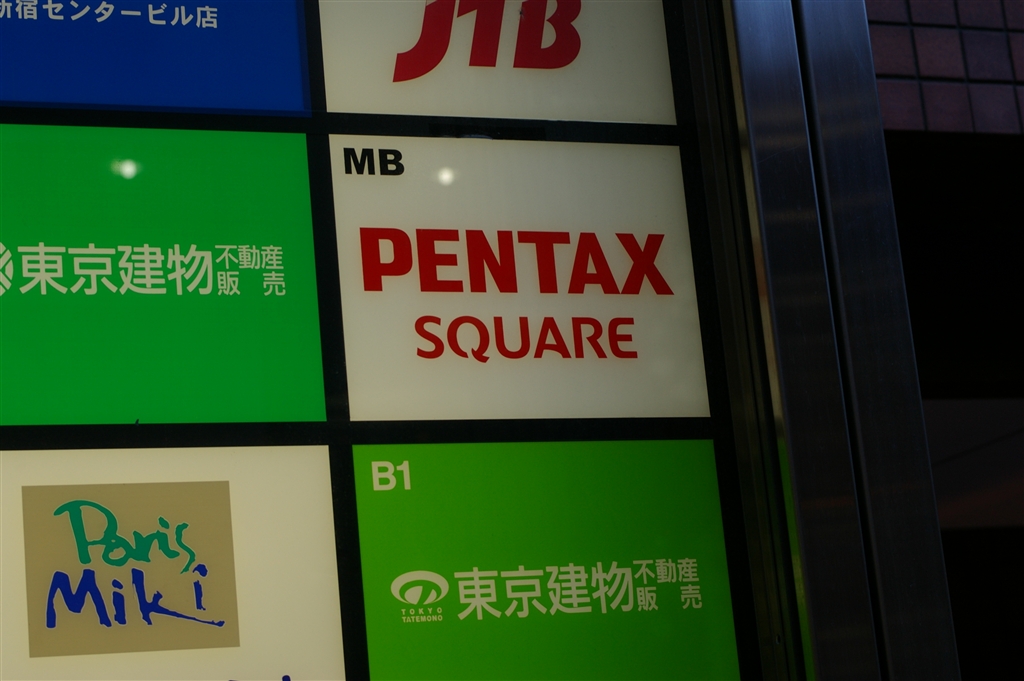 新宿センタービル店
JTB
東京建物不動産
販売
MB
PENTAX
SQUARE
Paris
Miki
B1
TOKYO
TATEMONO
東京建物不動産
販売